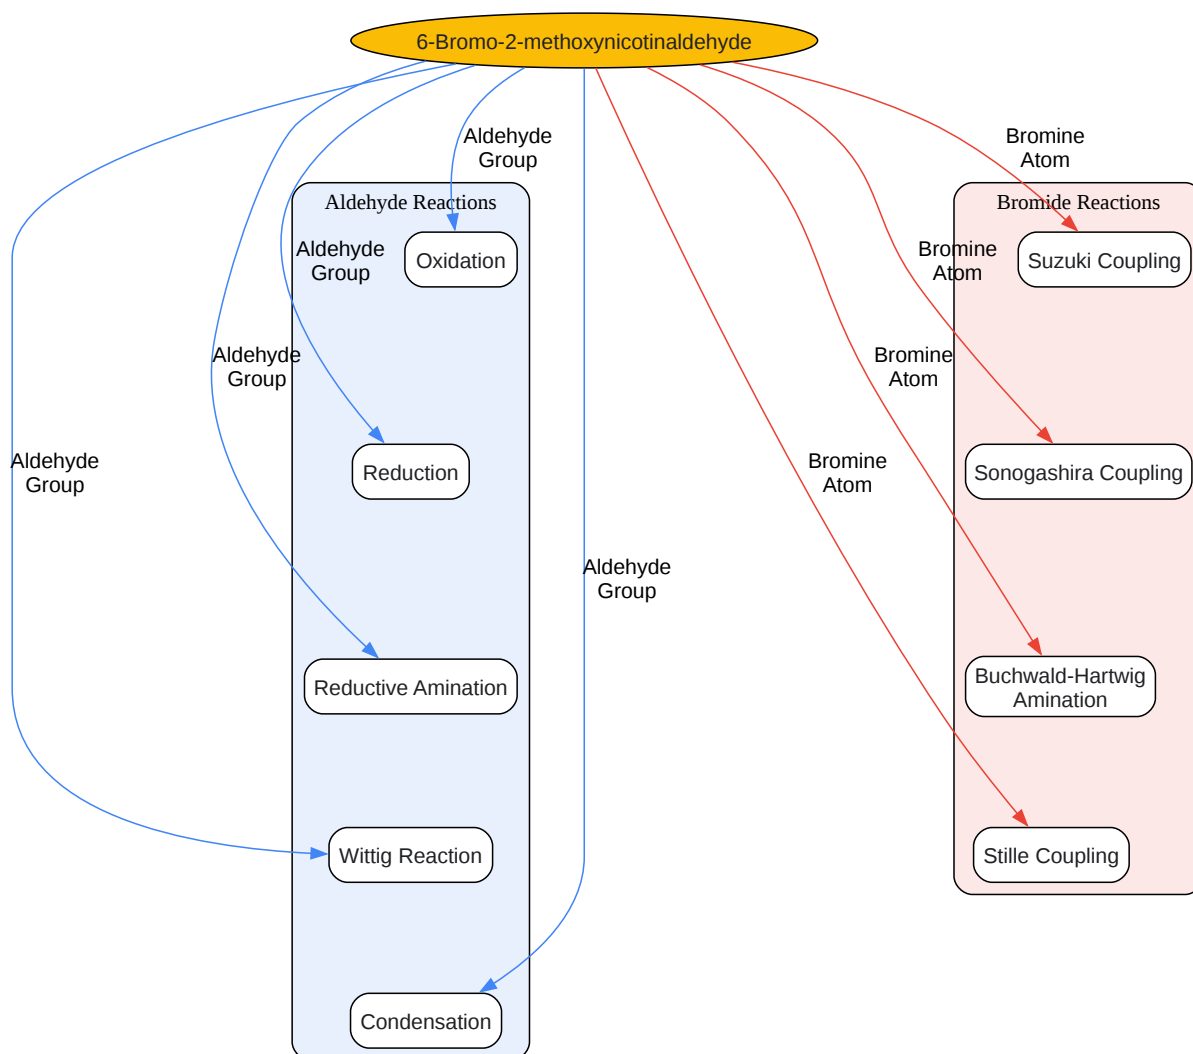 6-Bromo-2-methoxynicotinaldehyde
Aldehyde
Group
Bromine
Atom
Aldehyde Reactions
Bromide Reactions
Oxidation
Suzuki Coupling
Aldehyde
Group
Bromine
Atom
Aldehyde
Group
Bromine
Atom
Aldehyde
Group
Reduction
Bromine
Atom
Sonogashira Coupling
Aldehyde
Group
Reductive Amination
Buchwald-Hartwig
Amination
Wittig Reaction
Stille Coupling
Condensation